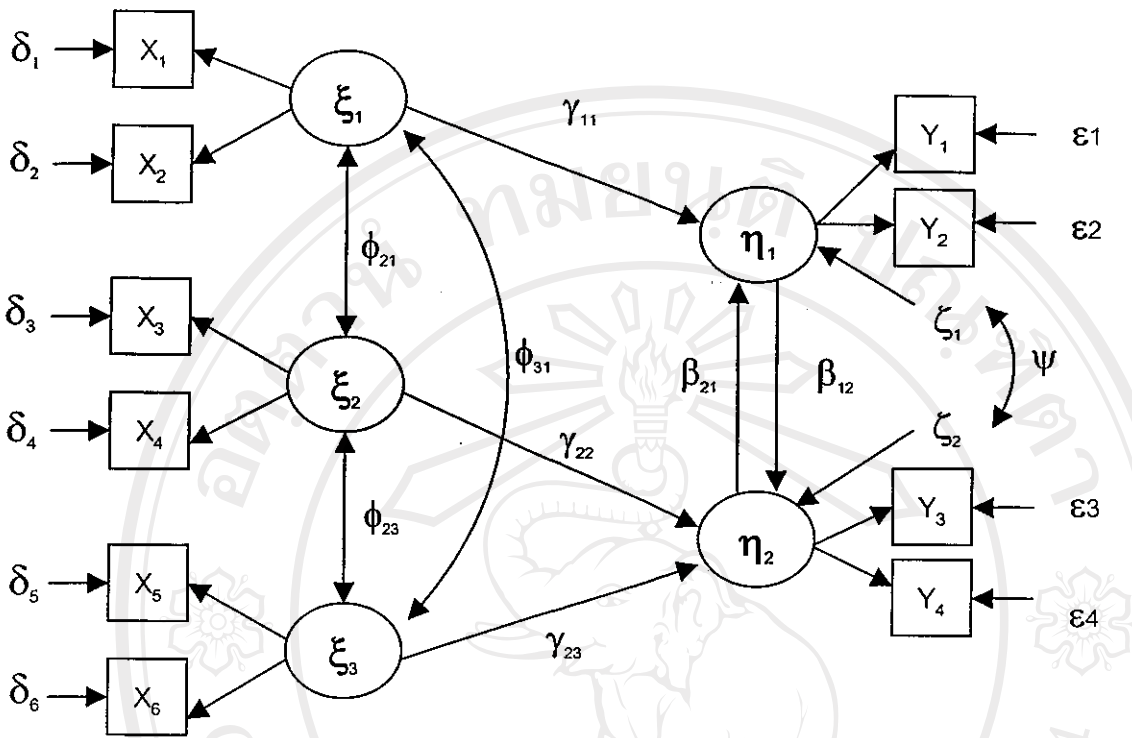 δ₁ X₁
ξ₁
δ₂ X₂
γ₁₁
Y₁ ε1
Y₂ ε2
η₁
ϕ₂₁
δ₃ X₃
ζ₁
ξ₂
ϕ₃₁
β₂₁ β₁₂
ψ
δ₄ X₄
ζ₂
γ₂₂
Y₃ ε3
ϕ₂₃
η₂
δ₅ X₅
Y₄ ε4
ξ₃
γ₂₃
δ₆ X₆